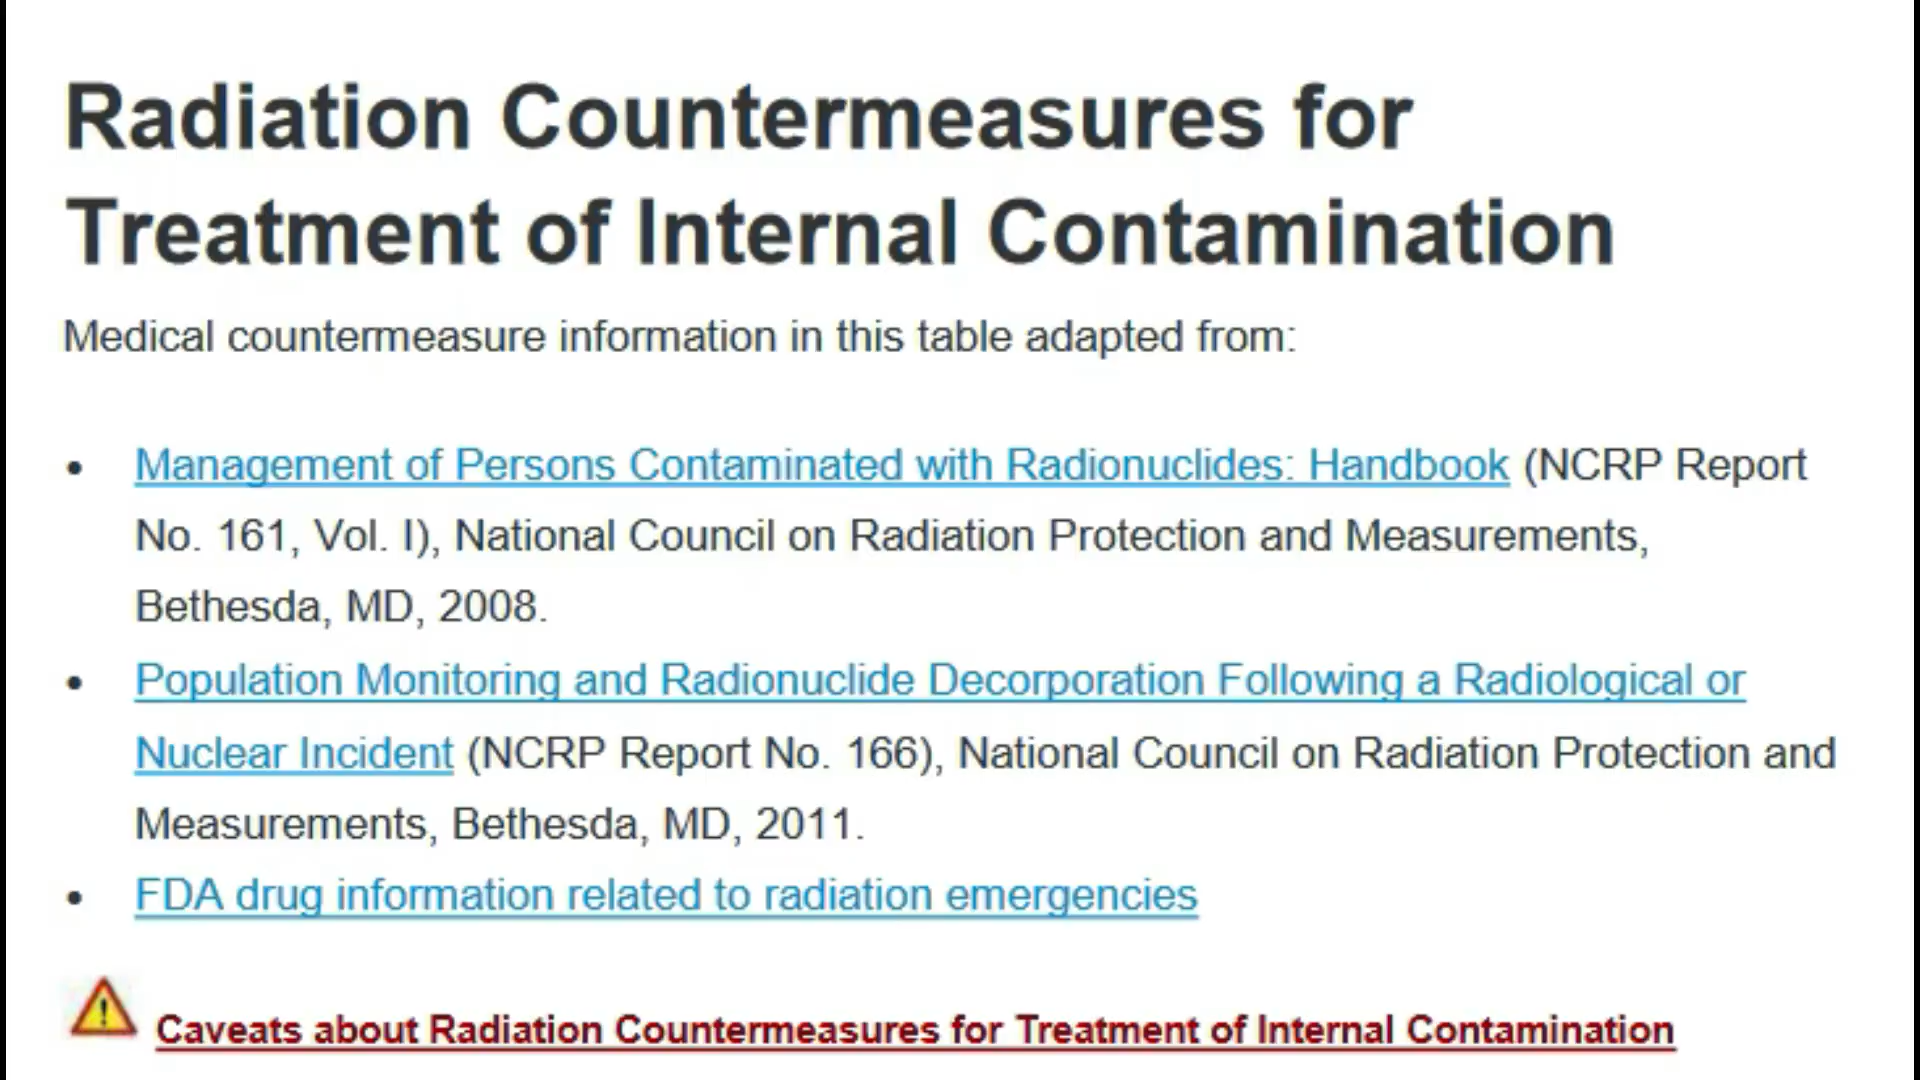 Radiation Countermeasures for
Treatment of Internal Contamination
Medical countermeasure information in this table adapted from:
• Management of Persons Contaminated with Radionuclides: Handbook (NCRP Report
No. 161, Vol. I), National Council on Radiation Protection and Measurements,
Bethesda, MD, 2008.
• Population Monitoring and Radionuclide Decorporation Following a Radiological or
Nuclear Incident (NCRP Report No. 166), National Council on Radiation Protection and
Measurements, Bethesda, MD, 2011.
• FDA drug information related to radiation emergencies
! Caveats about Radiation Countermeasures for Treatment of Internal Contamination